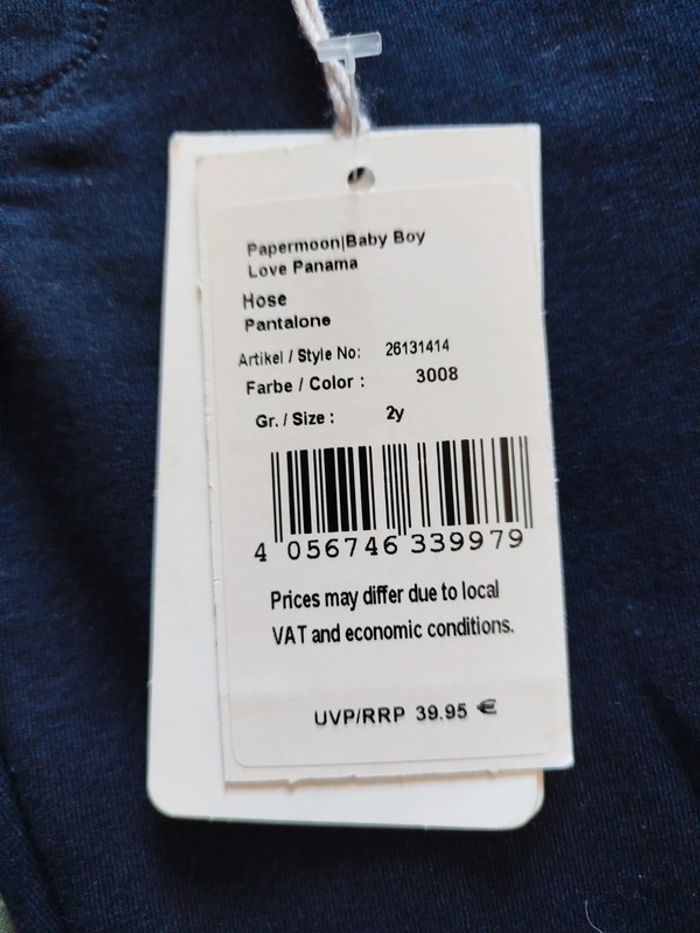 Papermoon|Baby Boy
Love Panama
Hose
Pantalone
Artikel / Style No: 26131414
Farbe / Color : 3008
Gr. / Size : 2y
4 056746 339979
Prices may differ due to local
VAT and economic conditions.
UVP/RRP 39.95 €